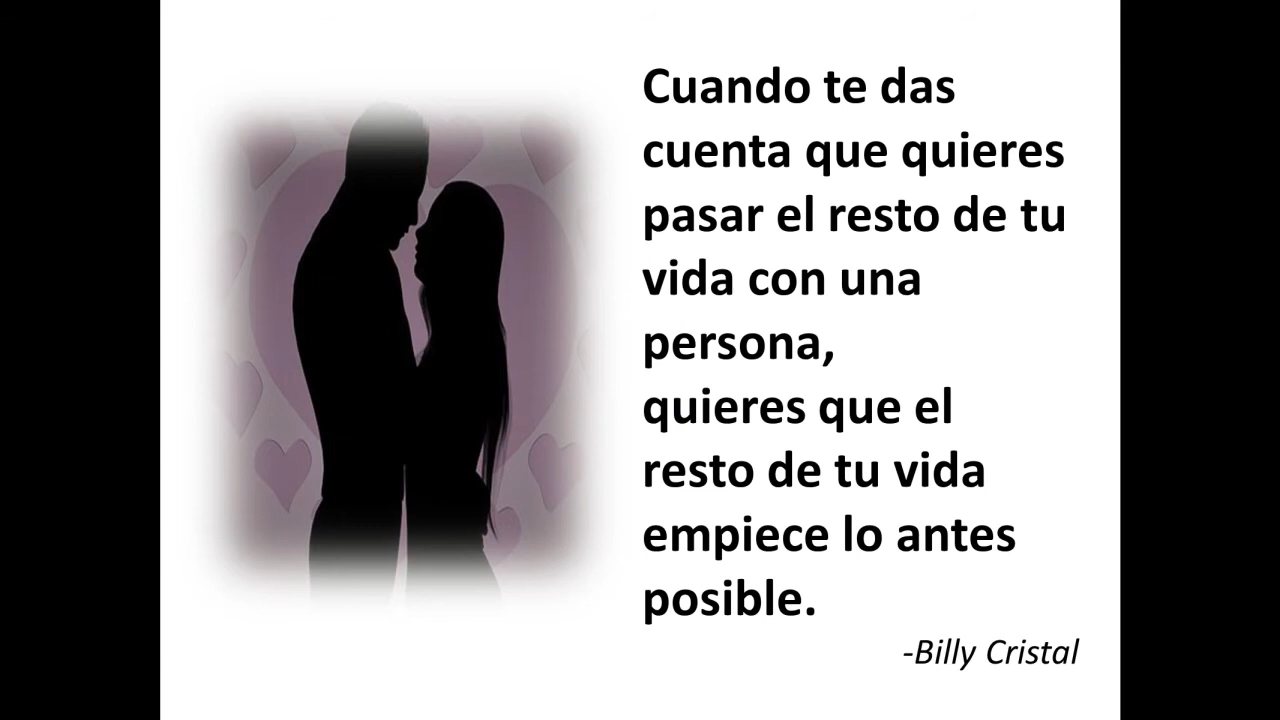 Cuando te das
cuenta que quieres
pasar el resto de tu
vida con una
persona,
quieres que el
resto de tu vida
empiece lo antes
posible.
-Billy Cristal